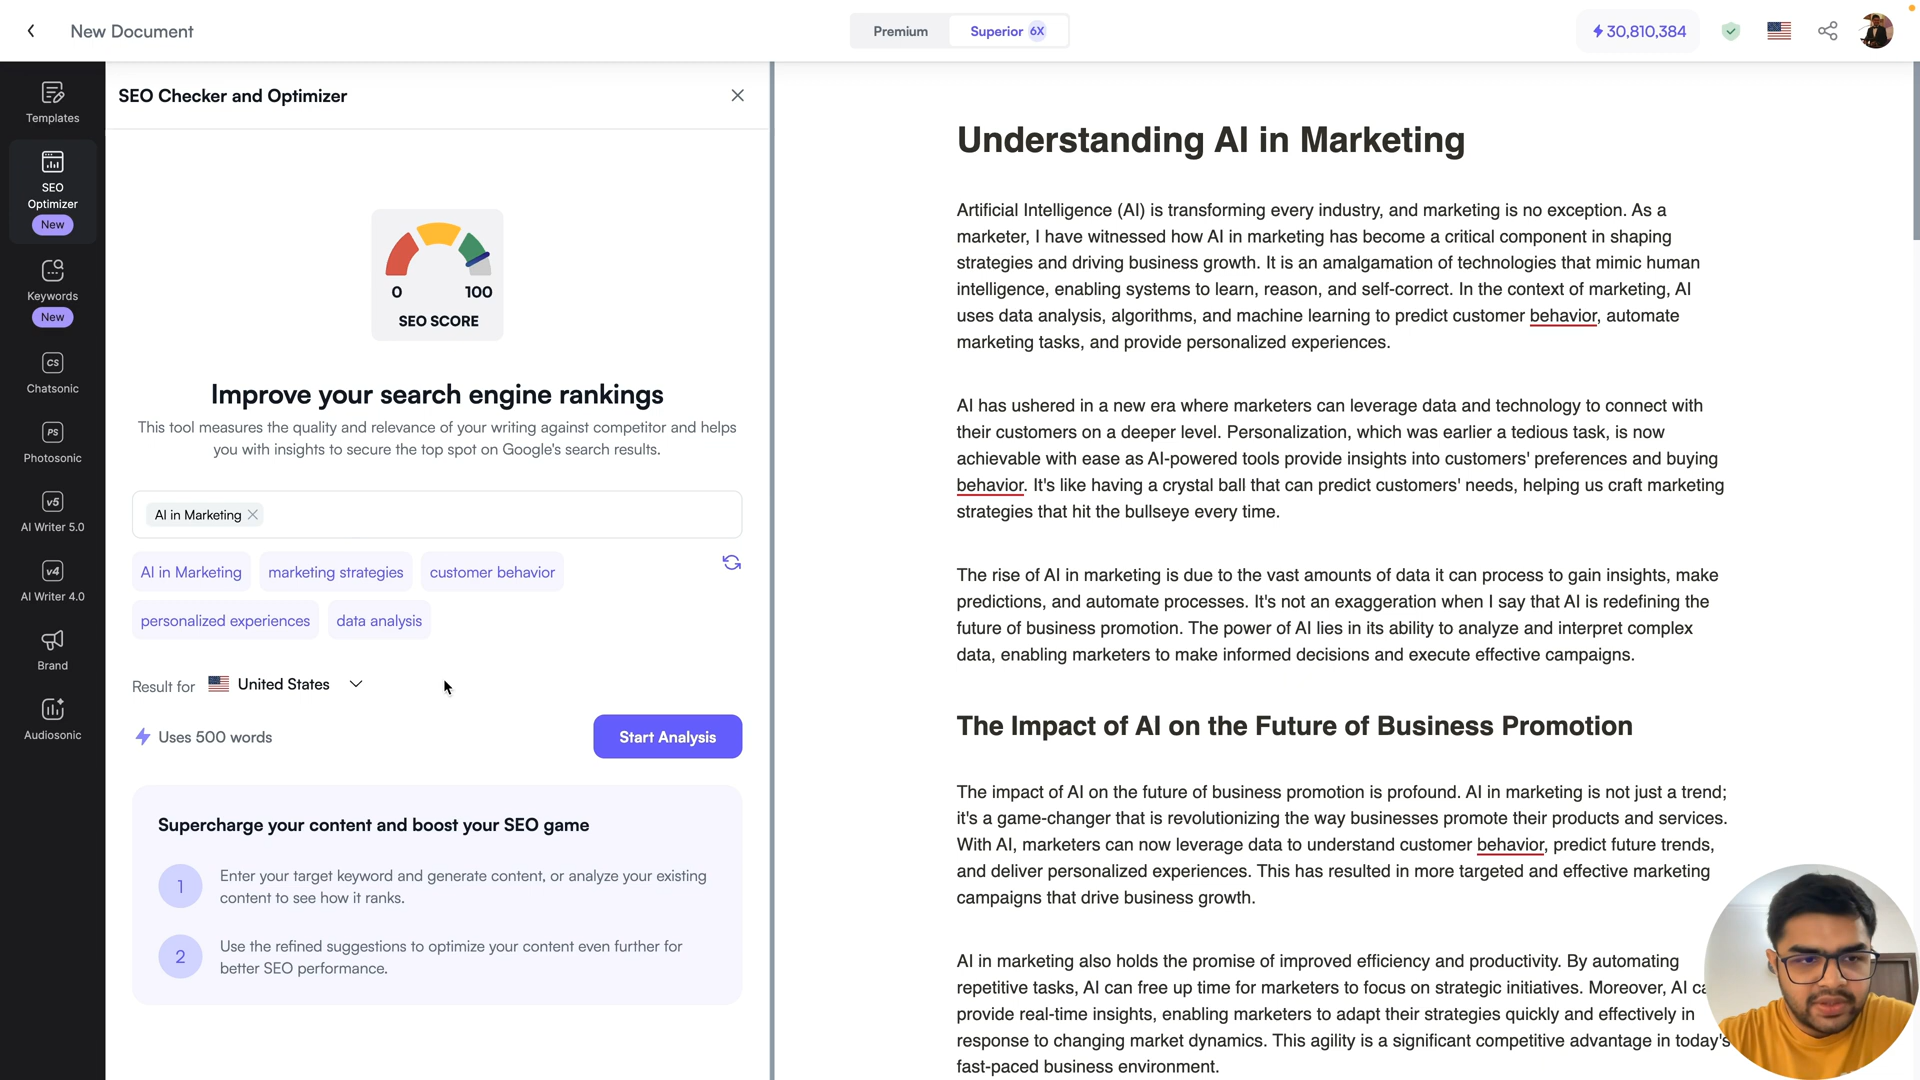 New Document
Premium
Superior 6X
30,810,384
Templates
SEO
Optimizer
New
Keywords
New
CS
Chatsonic
PS
Photosonic
v5
AI Writer 5.0
v4
AI Writer 4.0
Brand
Audiosonic
SEO Checker and Optimizer
0 100
SEO SCORE
Improve your search engine rankings
This tool measures the quality and relevance of your writing against competitor and helps
you with insights to secure the top spot on Google's search results.
AI in Marketing
AI in Marketing marketing strategies customer behavior
personalized experiences data analysis
Result for United States
Uses 500 words
Start Analysis
Supercharge your content and boost your SEO game
1 Enter your target keyword and generate content, or analyze your existing
content to see how it ranks.
2 Use the refined suggestions to optimize your content even further for
better SEO performance.
Understanding AI in Marketing
Artificial Intelligence (AI) is transforming every industry, and marketing is no exception. As a
marketer, I have witnessed how AI in marketing has become a critical component in shaping
strategies and driving business growth. It is an amalgamation of technologies that mimic human
intelligence, enabling systems to learn, reason, and self-correct. In the context of marketing, AI
uses data analysis, algorithms, and machine learning to predict customer behavior, automate
marketing tasks, and provide personalized experiences.
AI has ushered in a new era where marketers can leverage data and technology to connect with
their customers on a deeper level. Personalization, which was earlier a tedious task, is now
achievable with ease as AI-powered tools provide insights into customers' preferences and buying
behavior. It's like having a crystal ball that can predict customers' needs, helping us craft marketing
strategies that hit the bullseye every time.
The rise of AI in marketing is due to the vast amounts of data it can process to gain insights, make
predictions, and automate processes. It's not an exaggeration when I say that AI is redefining the
future of business promotion. The power of AI lies in its ability to analyze and interpret complex
data, enabling marketers to make informed decisions and execute effective campaigns.
The Impact of AI on the Future of Business Promotion
The impact of AI on the future of business promotion is profound. AI in marketing is not just a trend;
it's a game-changer that is revolutionizing the way businesses promote their products and services.
With AI, marketers can now leverage data to understand customer behavior, predict future trends,
and deliver personalized experiences. This has resulted in more targeted and effective marketing
campaigns that drive business growth.
AI in marketing also holds the promise of improved efficiency and productivity. By automating
repetitive tasks, AI can free up time for marketers to focus on strategic initiatives. Moreover, AI
provide real-time insights, enabling marketers to adapt their strategies quickly and effectively in
response to changing market dynamics. This agility is a significant competitive advantage in today's
fast-paced business environment.